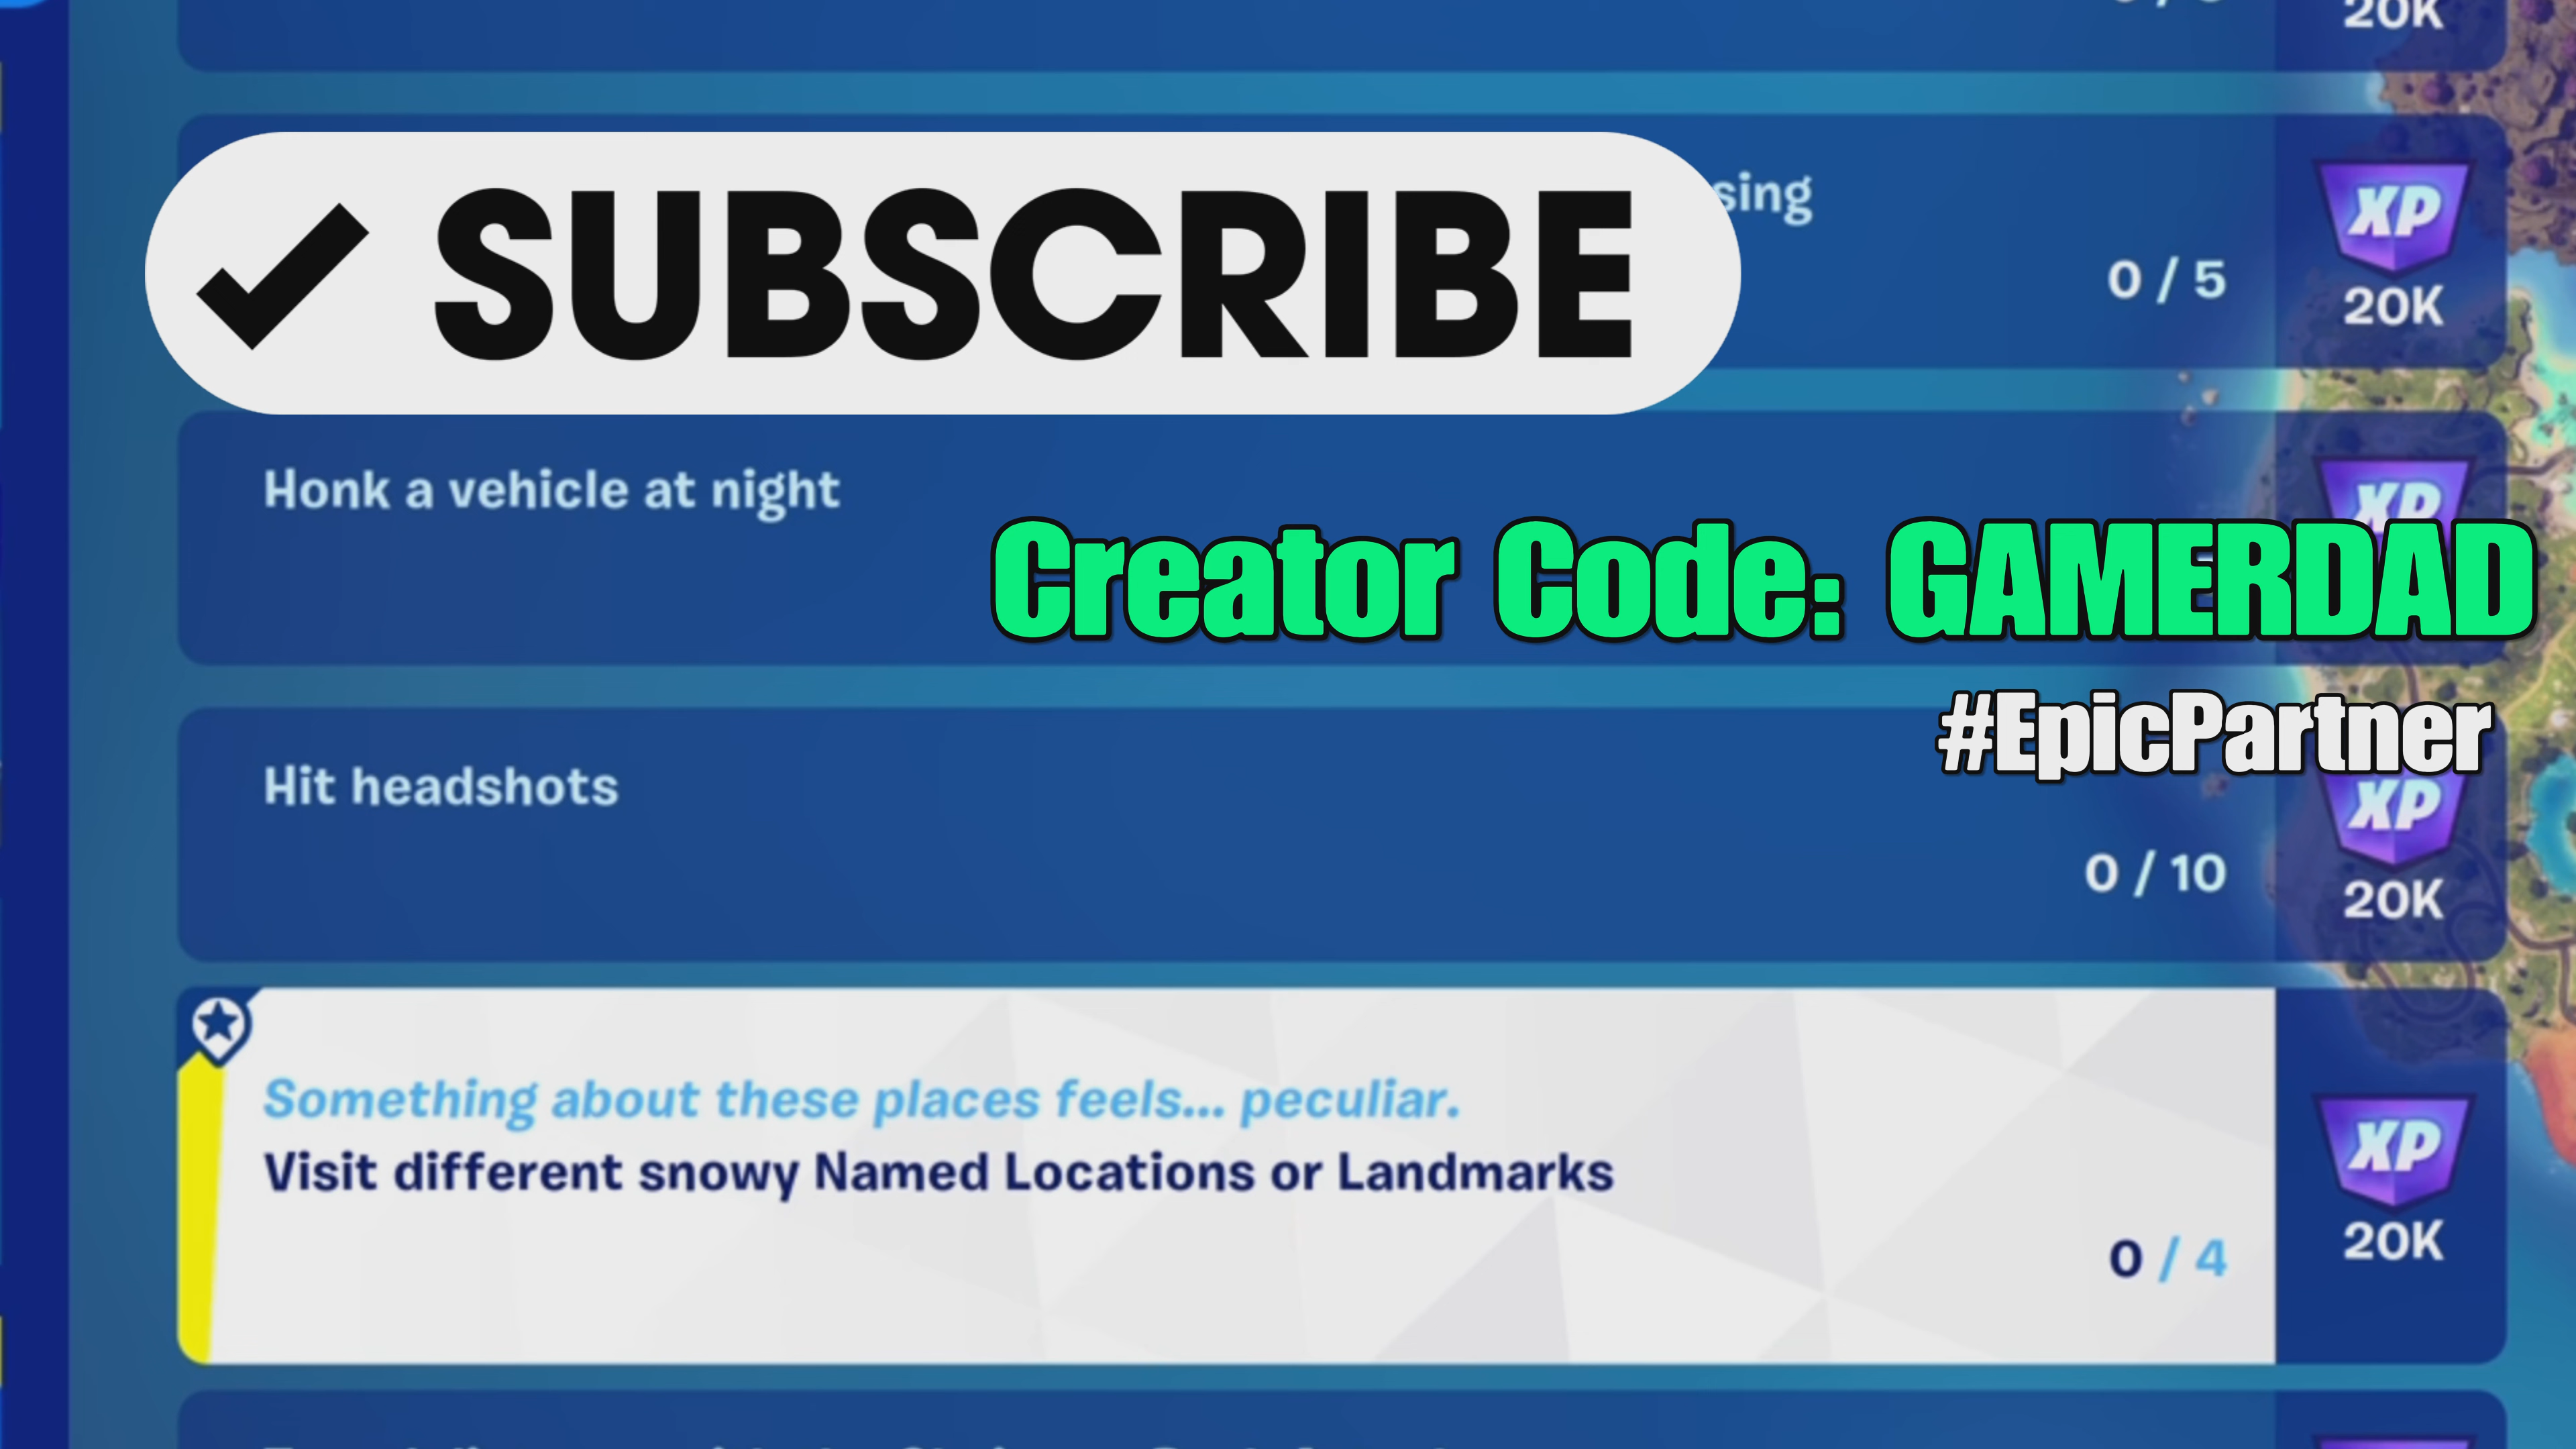 20K
✓ SUBSCRIBE
sing
XP
0 / 5
20K
Honk a vehicle at night
XP
Creator Code: GAMERDAD
#EpicPartner
Hit headshots
XP
0 / 10
20K
Something about these places feels... peculiar.
Visit different snowy Named Locations or Landmarks
XP
0 / 4
20K